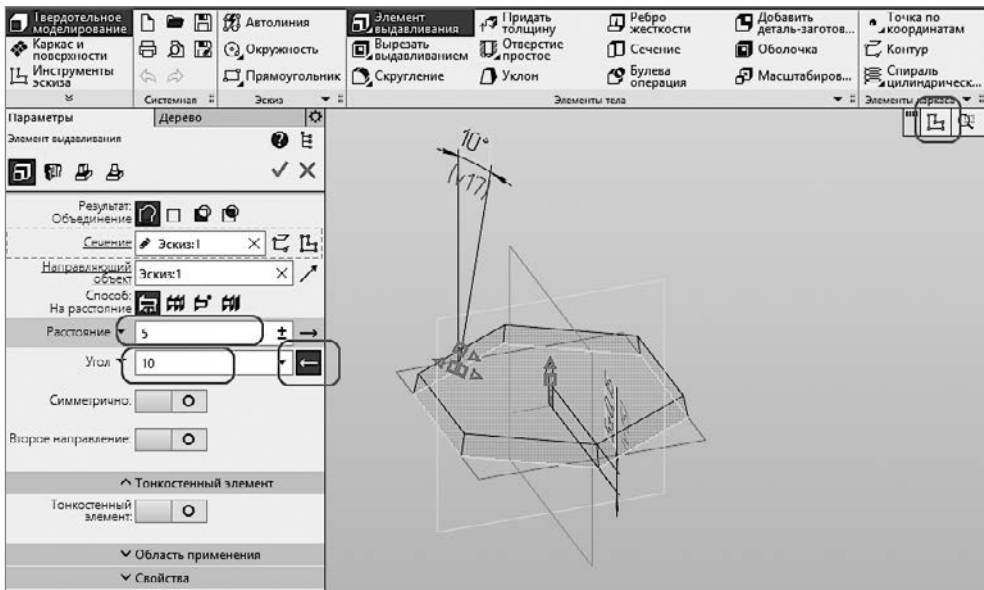 Твердотельное моделирование
Каркас и поверхности
Инструменты эскиза
Системная
Автолиния
Окружность
Прямоугольник
Эскиз
Элемент выдавливания
Вырезать выдавливанием
Скругление
Придать толщину
Отверстие простое
Уклон
Ребро жесткости
Сечение
Булева операция
Добавить деталь-заготов...
Оболочка
Масштабиров...
Элементы тела
Точка по координатам
Контур
Спираль цилиндрическ...
Элементы каркаса
Параметры
Дерево
Элемент выдавливания
Результат:
Объединение
Сечение
Эскиз:1
Направляющий
объект
Эскиз:1
Способ:
На расстояние
Расстояние
5
Угол
10
Симметрично:
Второе направление:
Тонкостенный элемент
Тонкостенный
элемент:
Область применения
Свойства
10°
(v17)